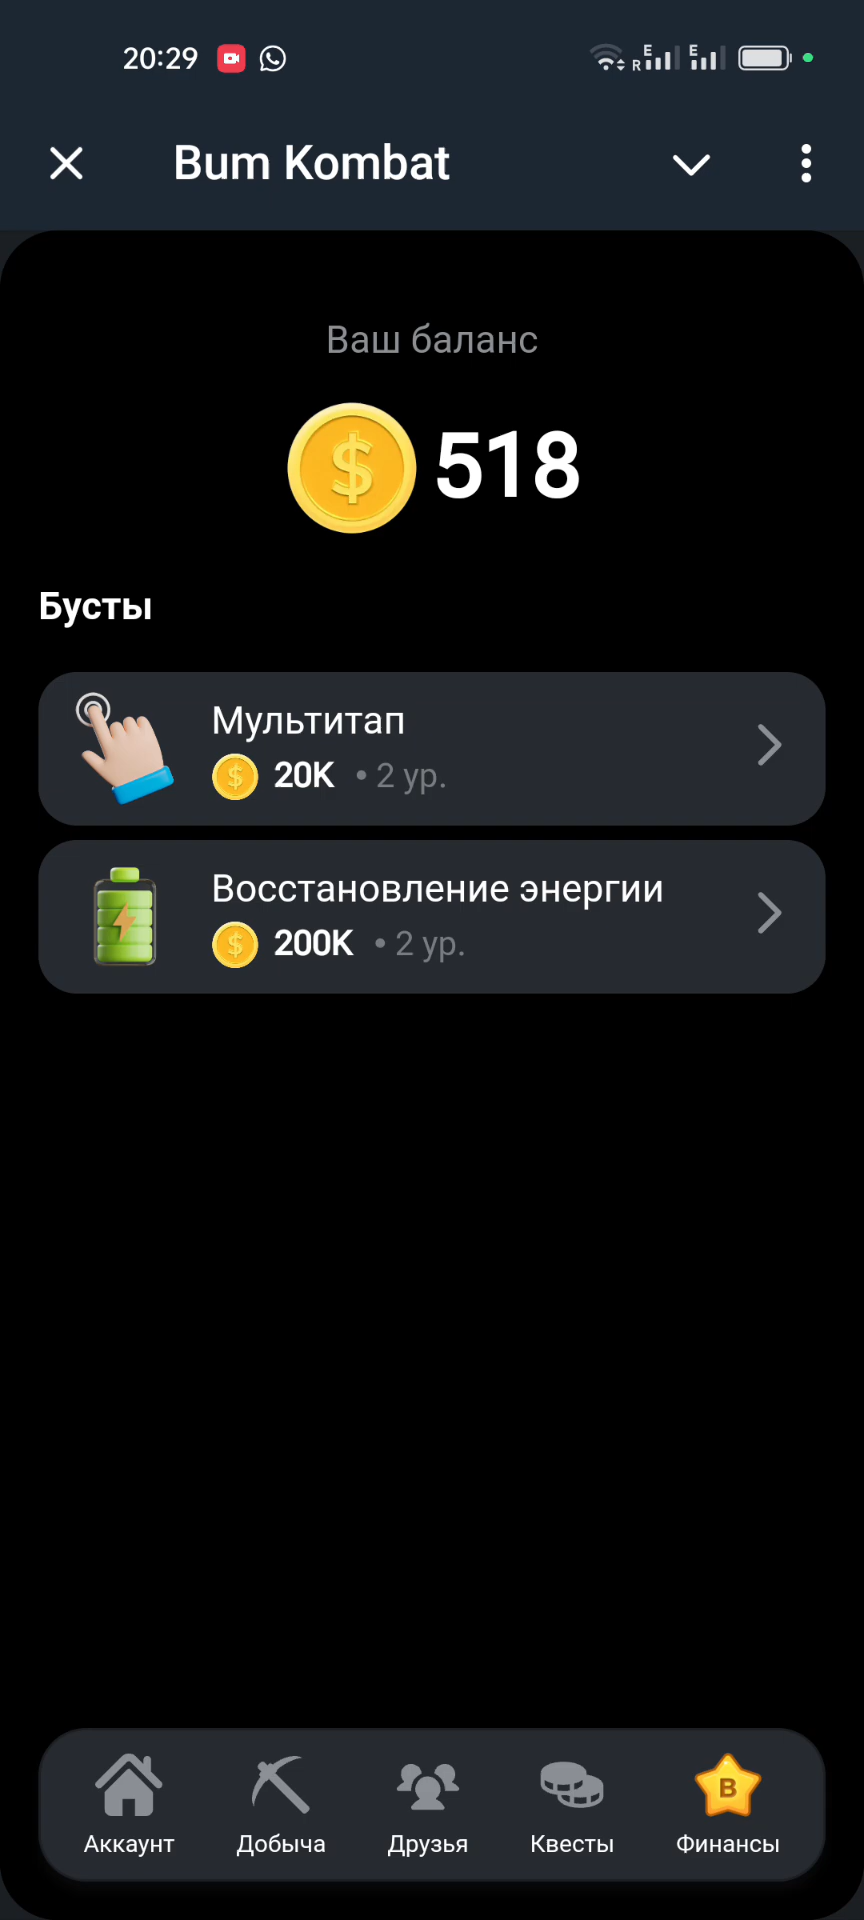 20:29
R E E
Bum Kombat
Ваш баланс
$ 518
Бусты
Мультитап
$ 20K • 2 ур.
Восстановление энергии
$ 200K • 2 ур.
B
Аккаунт Добыча Друзья Квесты Финансы